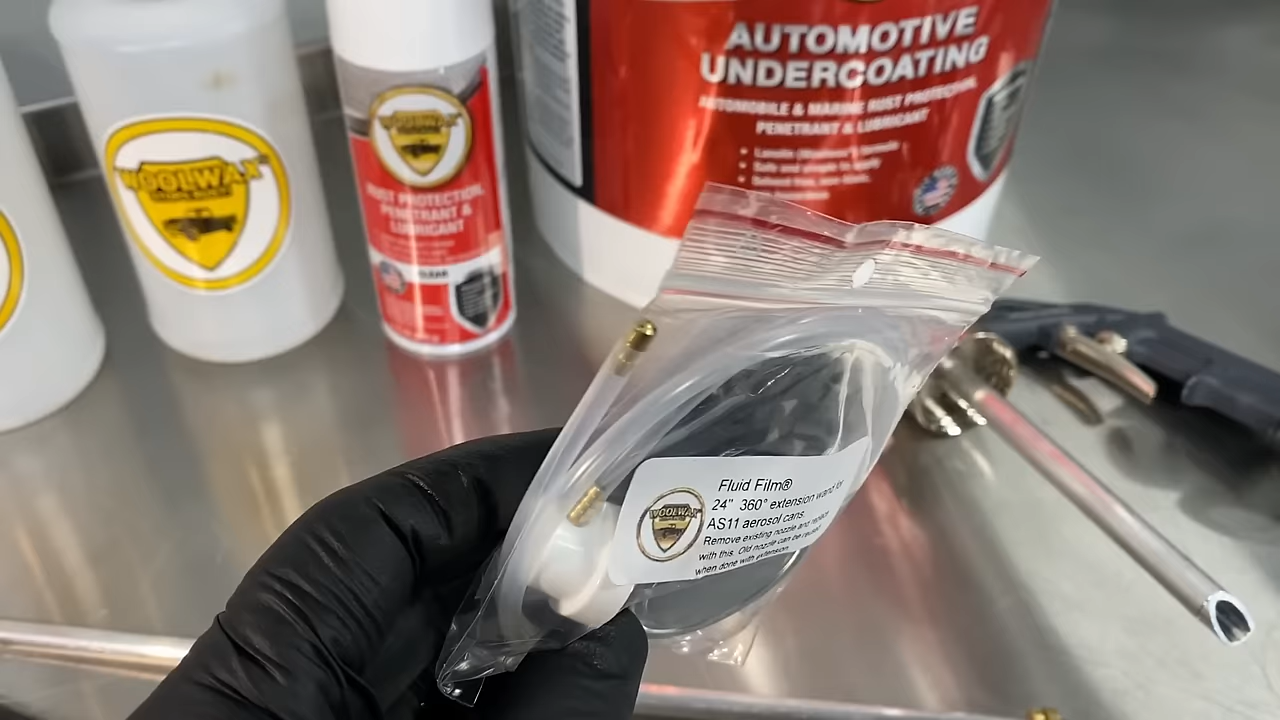 AUTOMOTIVE
UNDERCOATING
AUTOMOBILE & MARINE RUST PROTECTION,
PENETRANT & LUBRICANT
WOOLWAX
WOOLWAX
RUST PROTECTION,
PENETRANT &
LUBRICANT
CLEAR
Fluid Film®
24" 360° extension wand for
AS11 aerosol cans.
Remove existing nozzle and replace
with this. Old nozzle can be reused
when done with extension.
WOOLWAX